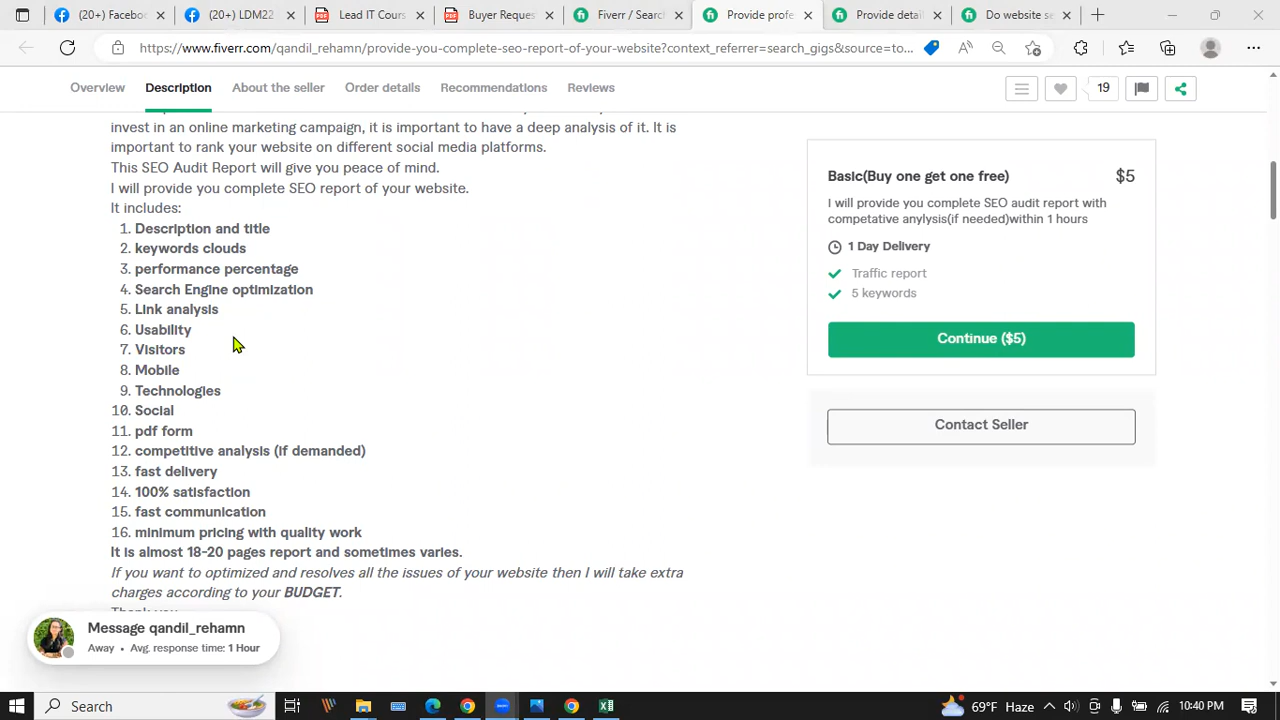 (20+) Faceb
(20+) LDM22
Lead IT Cours
Buyer Reques
Fiverr / Searc
Provide profe
Provide detai
Do website se
https://www.fiverr.com/qandil_rehamn/provide-you-complete-seo-report-of-your-website?context_referrer=search_gigs&source=to...
Overview Description About the seller Order details Recommendations Reviews
19
invest in an online marketing campaign, it is important to have a deep analysis of it. It is
important to rank your website on different social media platforms.
This SEO Audit Report will give you peace of mind.
I will provide you complete SEO report of your website.
It includes:
1. Description and title
2. keywords clouds
3. performance percentage
4. Search Engine optimization
5. Link analysis
6. Usability
7. Visitors
8. Mobile
9. Technologies
10. Social
11. pdf form
12. competitive analysis (if demanded)
13. fast delivery
14. 100% satisfaction
15. fast communication
16. minimum pricing with quality work
It is almost 18-20 pages report and sometimes varies.
If you want to optimized and resolves all the issues of your website then I will take extra
charges according to your BUDGET.
Basic(Buy one get one free) $5
I will provide you complete SEO audit report with
competative anylysis(if needed)within 1 hours
1 Day Delivery
Traffic report
5 keywords
Continue ($5)
Contact Seller
Message qandil_rehamn
Away • Avg. response time: 1 Hour
Search
69°F Haze
10:40 PM